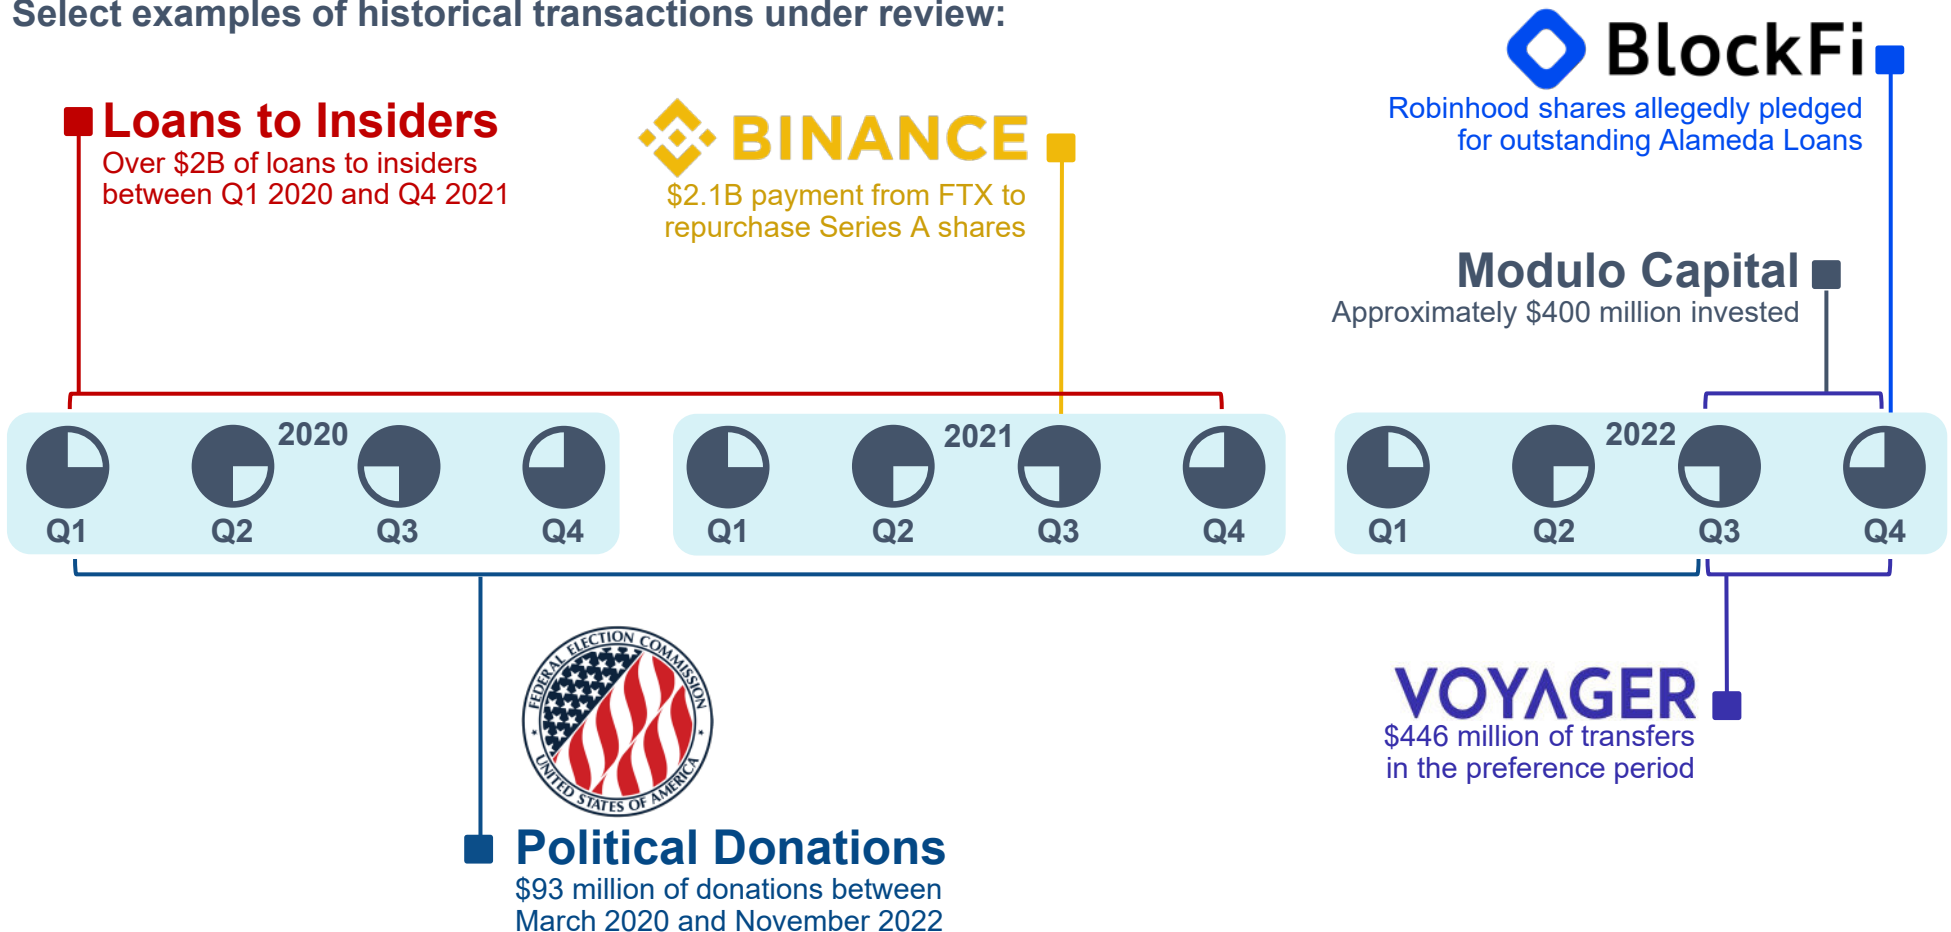 Select examples of historical transactions under review:
BlockFi
Robinhood shares allegedly pledged
for outstanding Alameda Loans
Loans to Insiders
Over $2B of loans to insiders
between Q1 2020 and Q4 2021
BINANCE
$2.1B payment from FTX to
repurchase Series A shares
Modulo Capital
Approximately $400 million invested
2020
Q1
Q2
Q3
Q4
2021
Q1
Q2
Q3
Q4
2022
Q1
Q2
Q3
Q4
FEDERAL ELECTION COMMISSION
UNITED STATES OF AMERICA
Political Donations
$93 million of donations between
March 2020 and November 2022
VOYAGER
$446 million of transfers
in the preference period